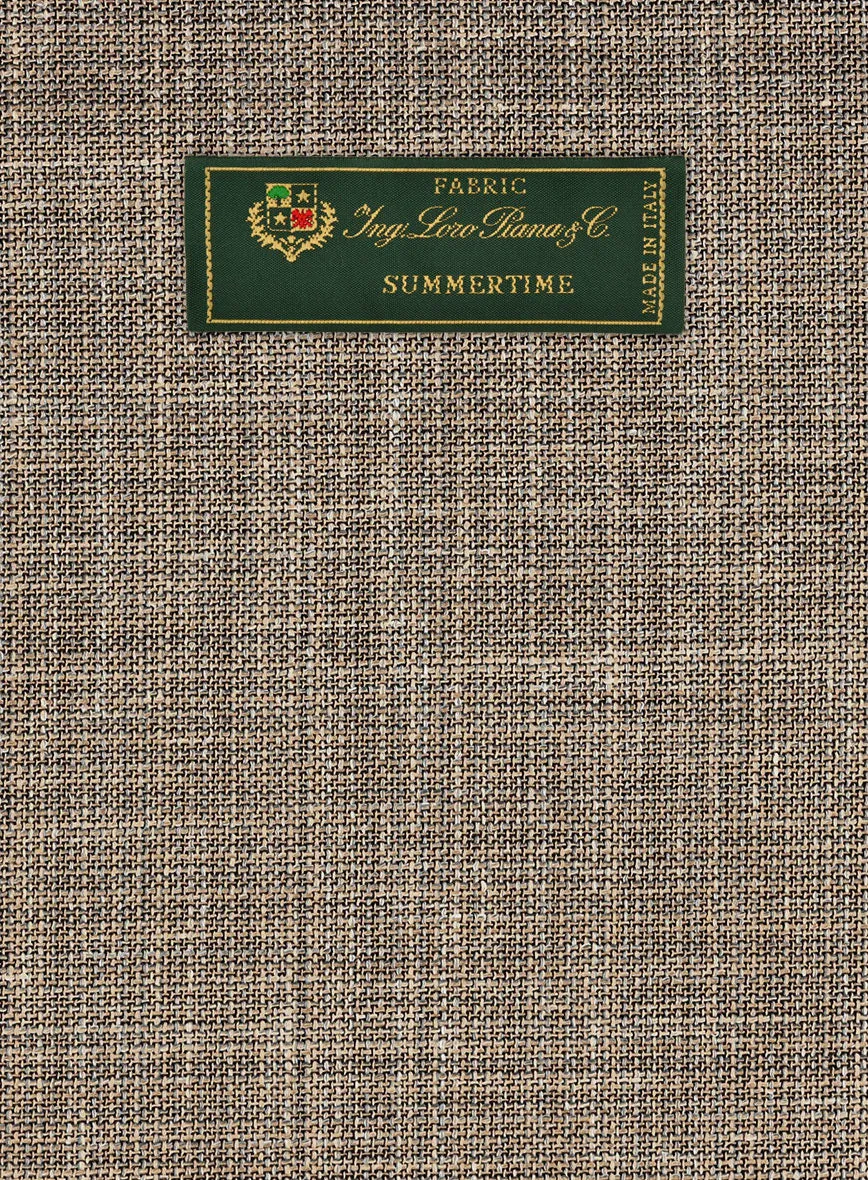 FABRIC
Ing. Loro Piana & C.
SUMMERTIME
MADE IN ITALY